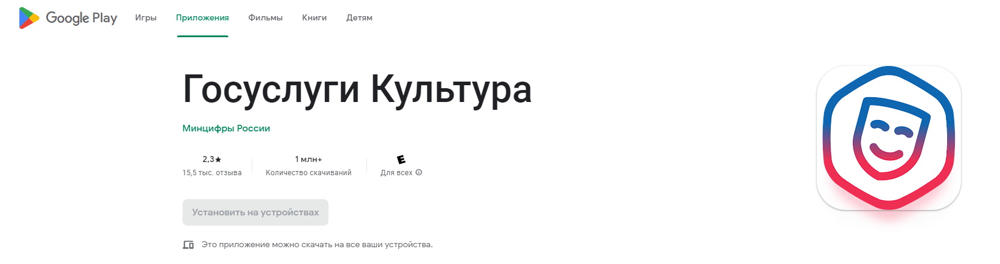 Google Play Игры Приложения Фильмы Книги Детям
Госуслуги Культура
Минцифры России
2,3★ 1 млн+ E
15,5 тыс. отзыва Количество скачиваний Для всех
Установить на устройствах
Это приложение можно скачать на все ваши устройства.